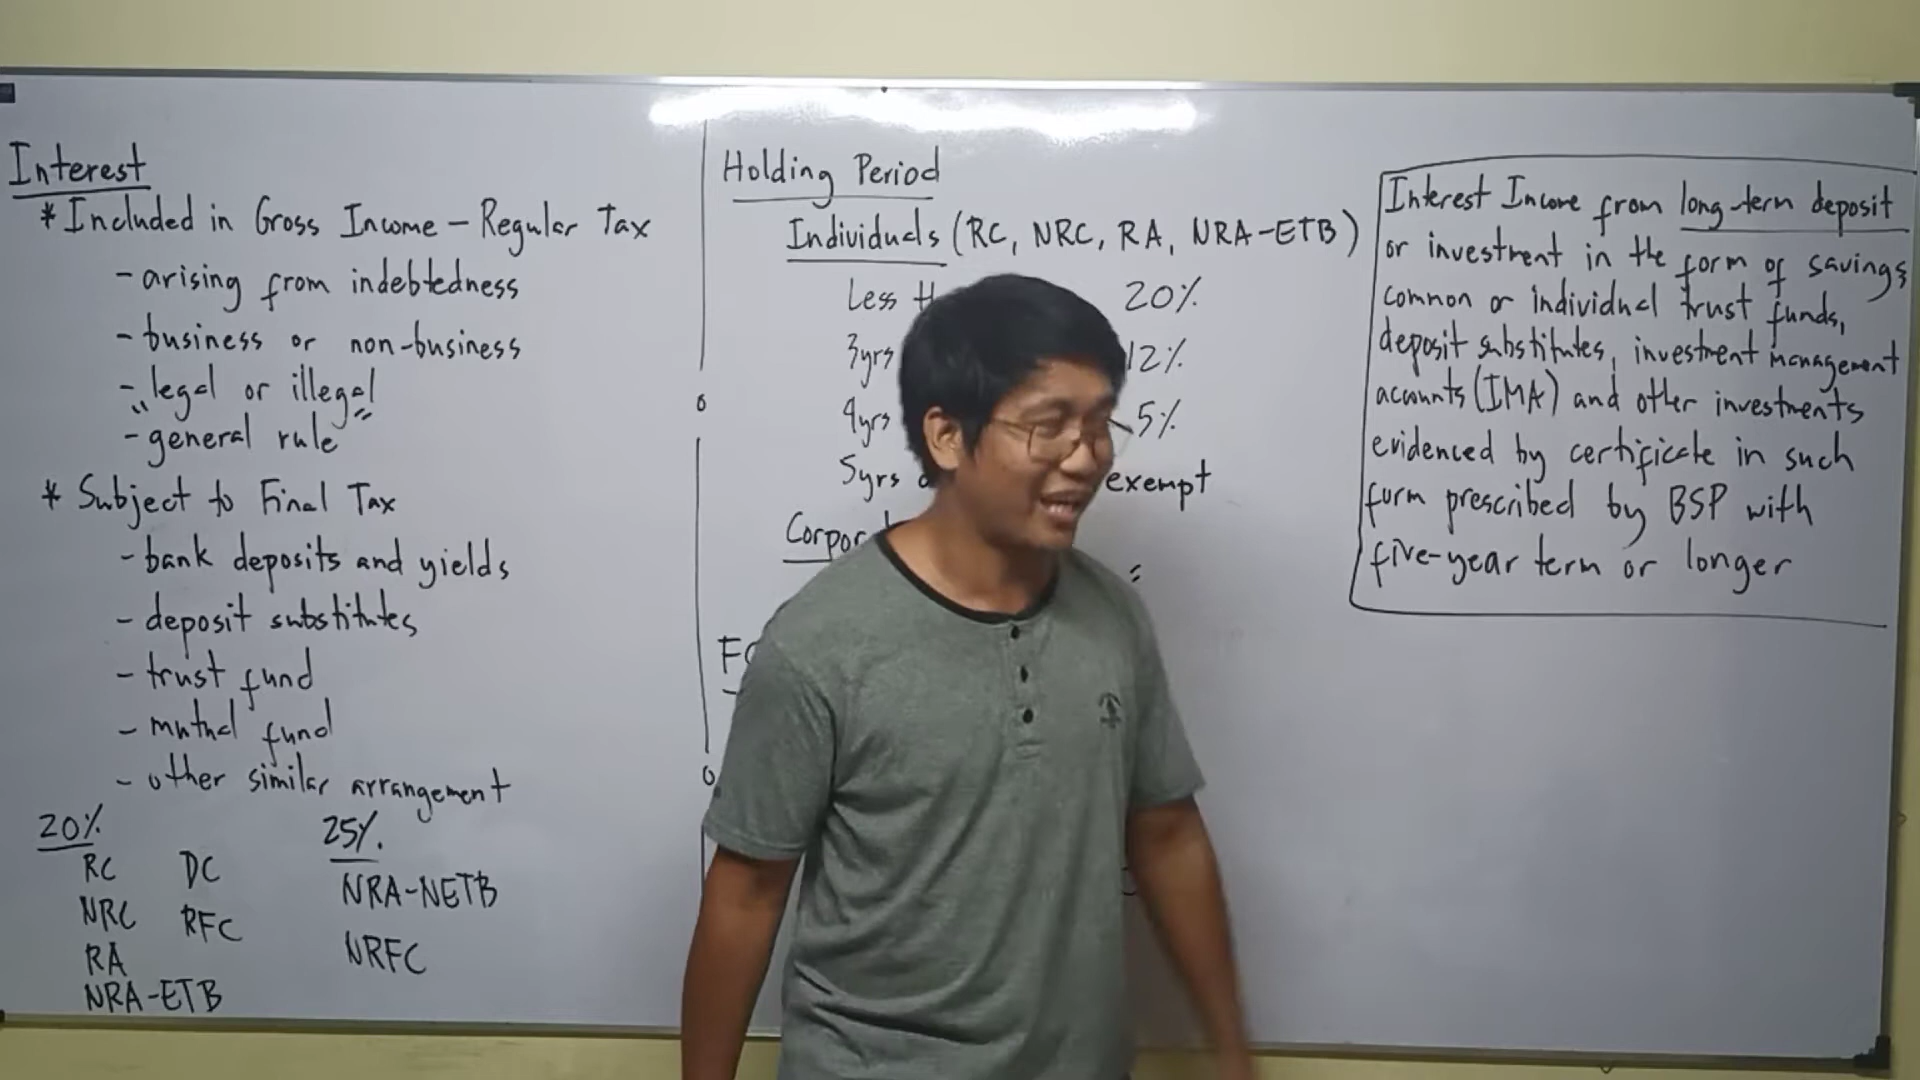 Interest
* Included in Gross Income - Regular Tax
- arising from indebtedness
- business or non-business
- legal or illegal
- general rule
* Subject to Final Tax
- bank deposits and yields
- deposit substitutes
- trust fund
- mutual fund
- other similar arrangement
20%
RC DC
NRC RFC
RA
NRA-ETB
25%
NRA-NETB
NRFC
Holding Period
Individuals (RC, NRC, RA, NRA-ETB)
Less 20%
3yrs 12%
4yrs 5%
5yrs exempt
Interest Income from long-term deposit
or investment in the form of savings
common or individual trust funds,
deposit substitutes, investment management
accounts (IMA) and other investments
evidenced by certificate in such
form prescribed by BSP with
five-year term or longer